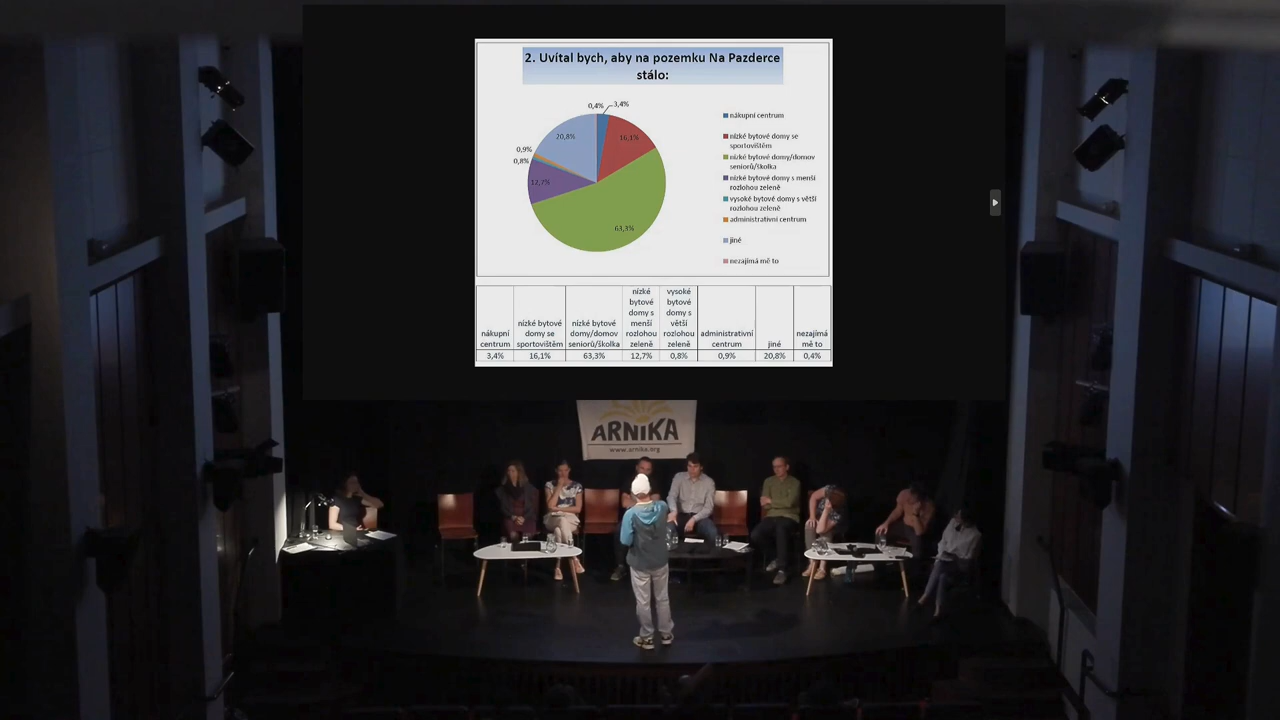 2. Uvítal bych, aby na pozemku Na Pazderce
stálo:
0,4%
3,4%
16,1%
20,8%
0,9%
0,8%
12,7%
63,3%
nákupní centrum
nízké bytové domy se
sportovištěm
nízké bytové domy/domov
seniorů/školka
nízké bytové domy s menší
rozlohou zeleně
vysoké bytové domy s větší
rozlohou zeleně
administrativní centrum
jiné
nezajímá mě to
nákupní
centrum
nízké bytové
domy se
sportovištěm
nízké bytové
domy/domov
seniorů/školka
nízké
bytové
domy s
menší
rozlohou
zeleně
vysoké
bytové
domy s
větší
rozlohou
zeleně
administrativní
centrum
jiné
nezajímá
mě to
3,4% 16,1% 63,3% 12,7% 0,8% 0,9% 20,8% 0,4%
ARNIKA
www.arnika.org